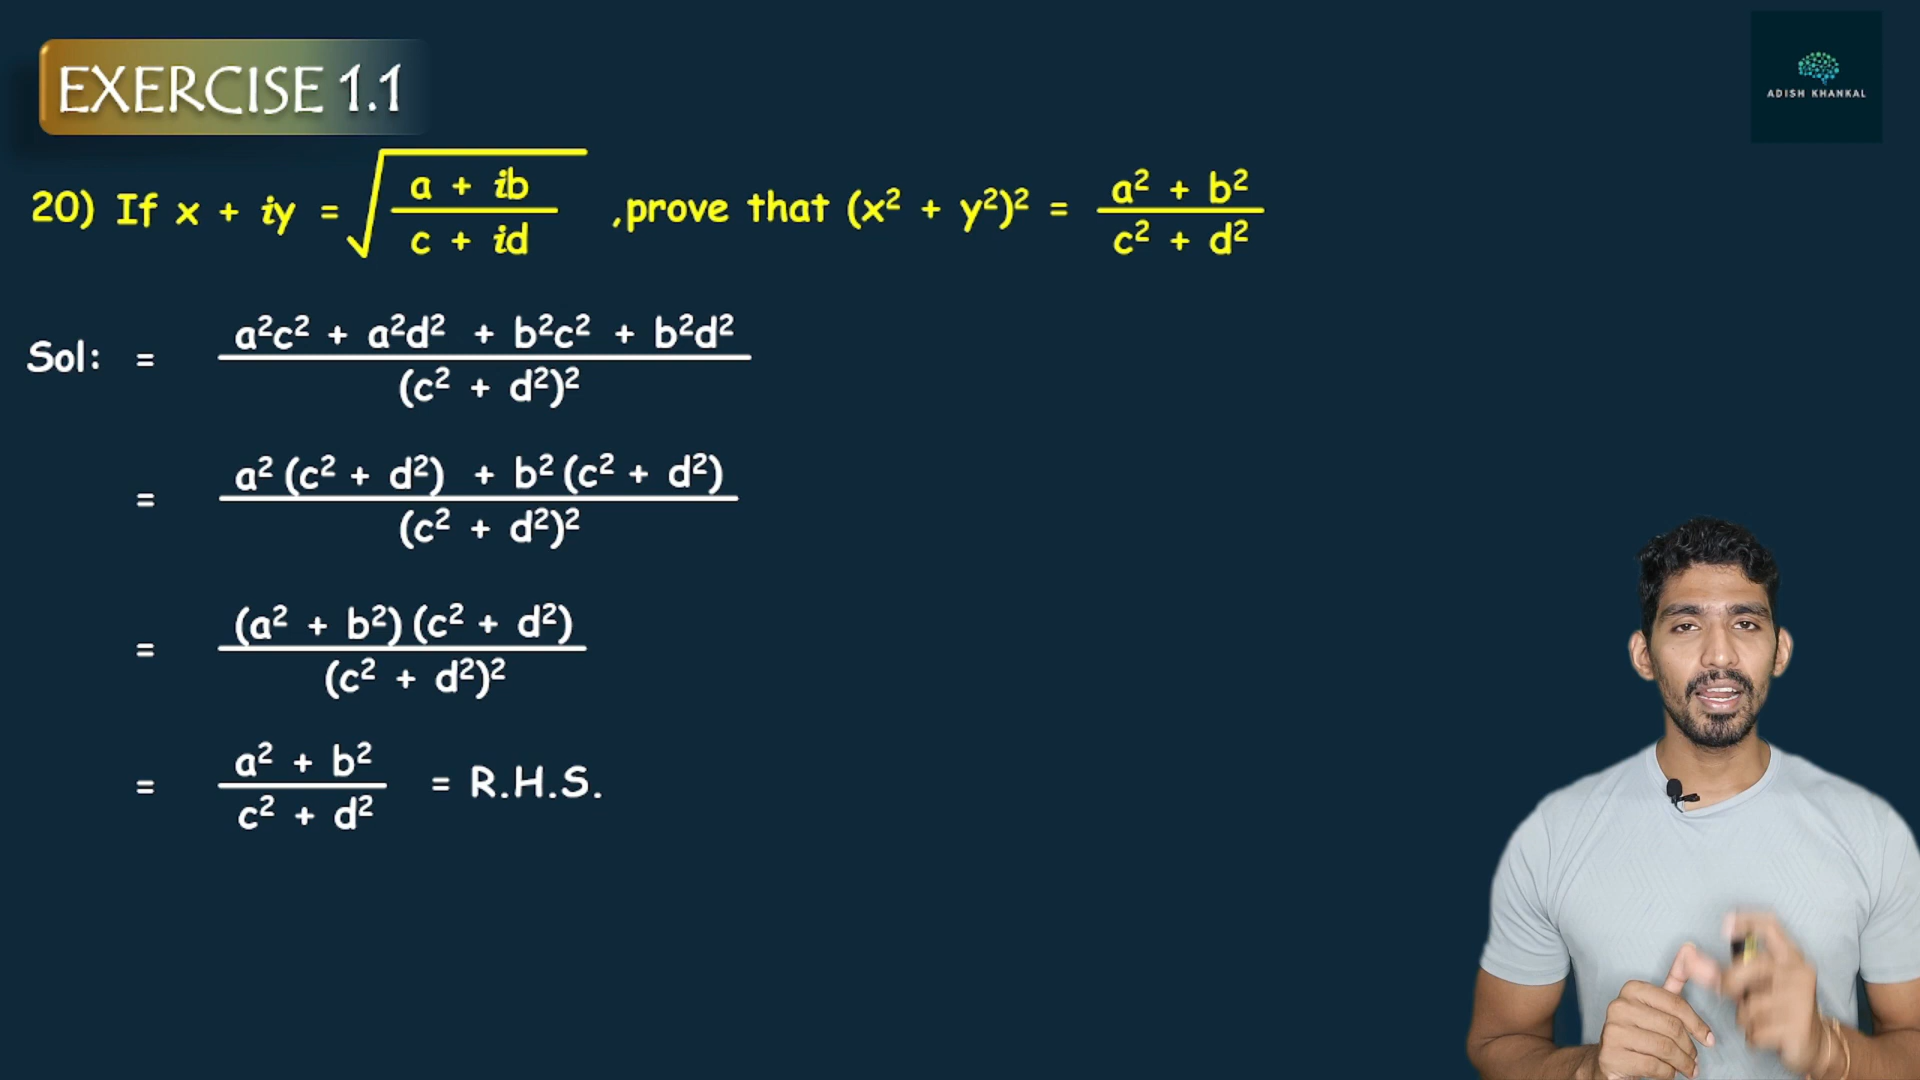 EXERCISE 1.1
ADISH KHANKAL
20) If x + iy = √((a + ib)/(c + id)) ,prove that (x² + y²)² = (a² + b²)/(c² + d²)
Sol: = (a²c² + a²d² + b²c² + b²d²)/(c² + d²)²
= (a² (c² + d²) + b² (c² + d²))/(c² + d²)²
= ((a² + b²) (c² + d²))/(c² + d²)²
= (a² + b²)/(c² + d²) = R.H.S.